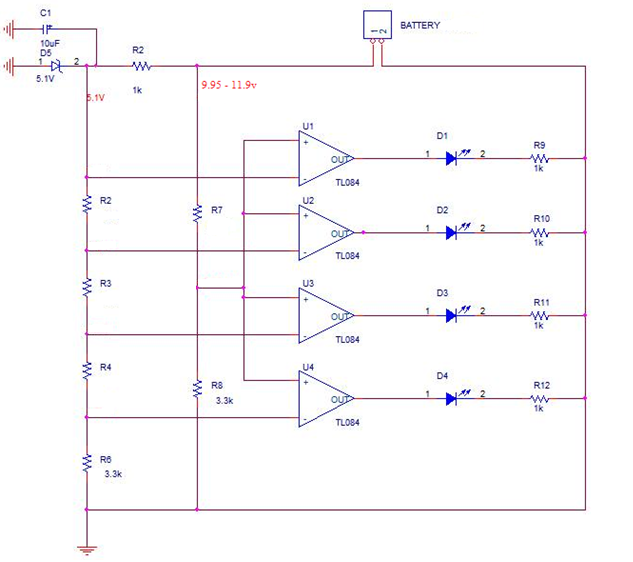 C1
10uF
D5
1 2
5.1V
5.1V
R2
1k
1 2
BATTERY
9.95 - 11.9v
U1
+
-
OUT
TL084
D1
1 2
R9
1k
R2
R7
U2
+
-
OUT
TL084
D2
1 2
R10
1k
R3
U3
+
-
OUT
TL084
D3
1 2
R11
1k
R4
R8
3.3k
U4
+
-
OUT
TL084
D4
1 2
R12
1k
R6
3.3k